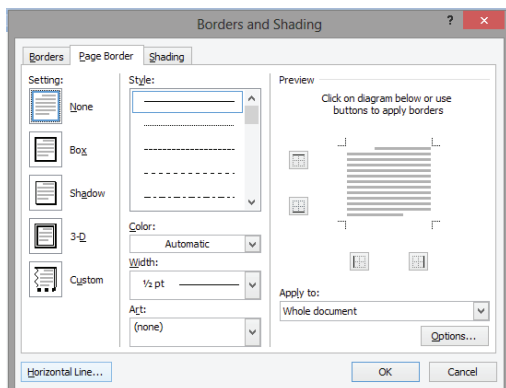 Borders and Shading
?
×
Borders Page Border Shading
Setting:
None
Box
Shadow
3-D
Custom
Style:
Color:
Automatic
Width:
½ pt
Art:
(none)
Preview
Click on diagram below or use
buttons to apply borders
Apply to:
Whole document
Options...
Horizontal Line...
OK Cancel